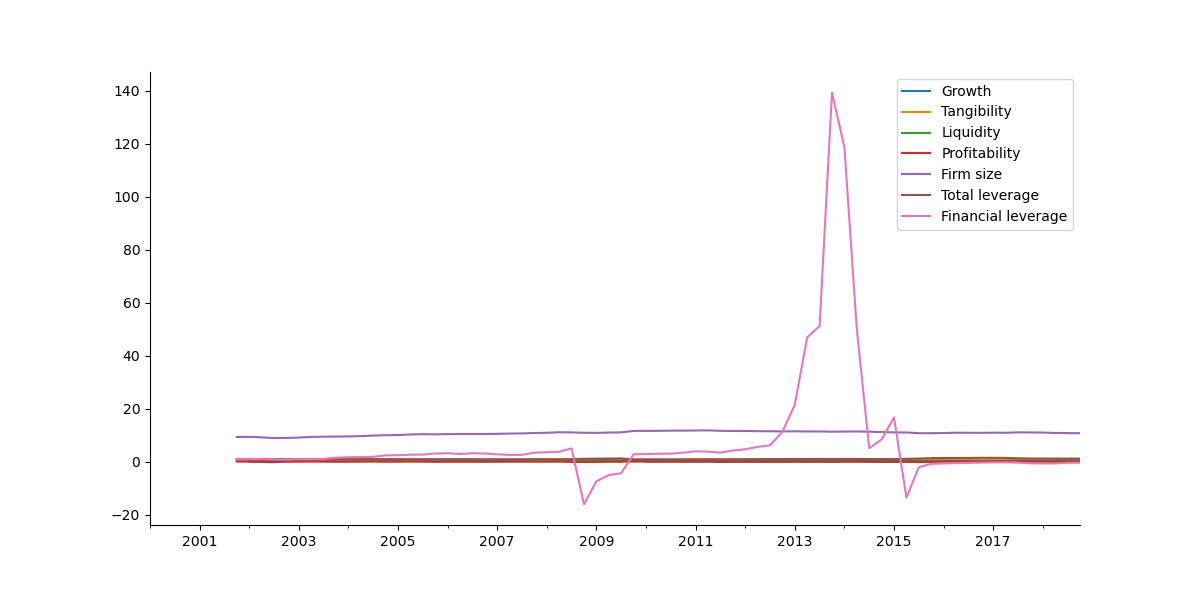 140
120
100
80
60
40
20
0
−20
2001 2003 2005 2007 2009 2011 2013 2015 2017
Growth
Tangibility
Liquidity
Profitability
Firm size
Total leverage
Financial leverage